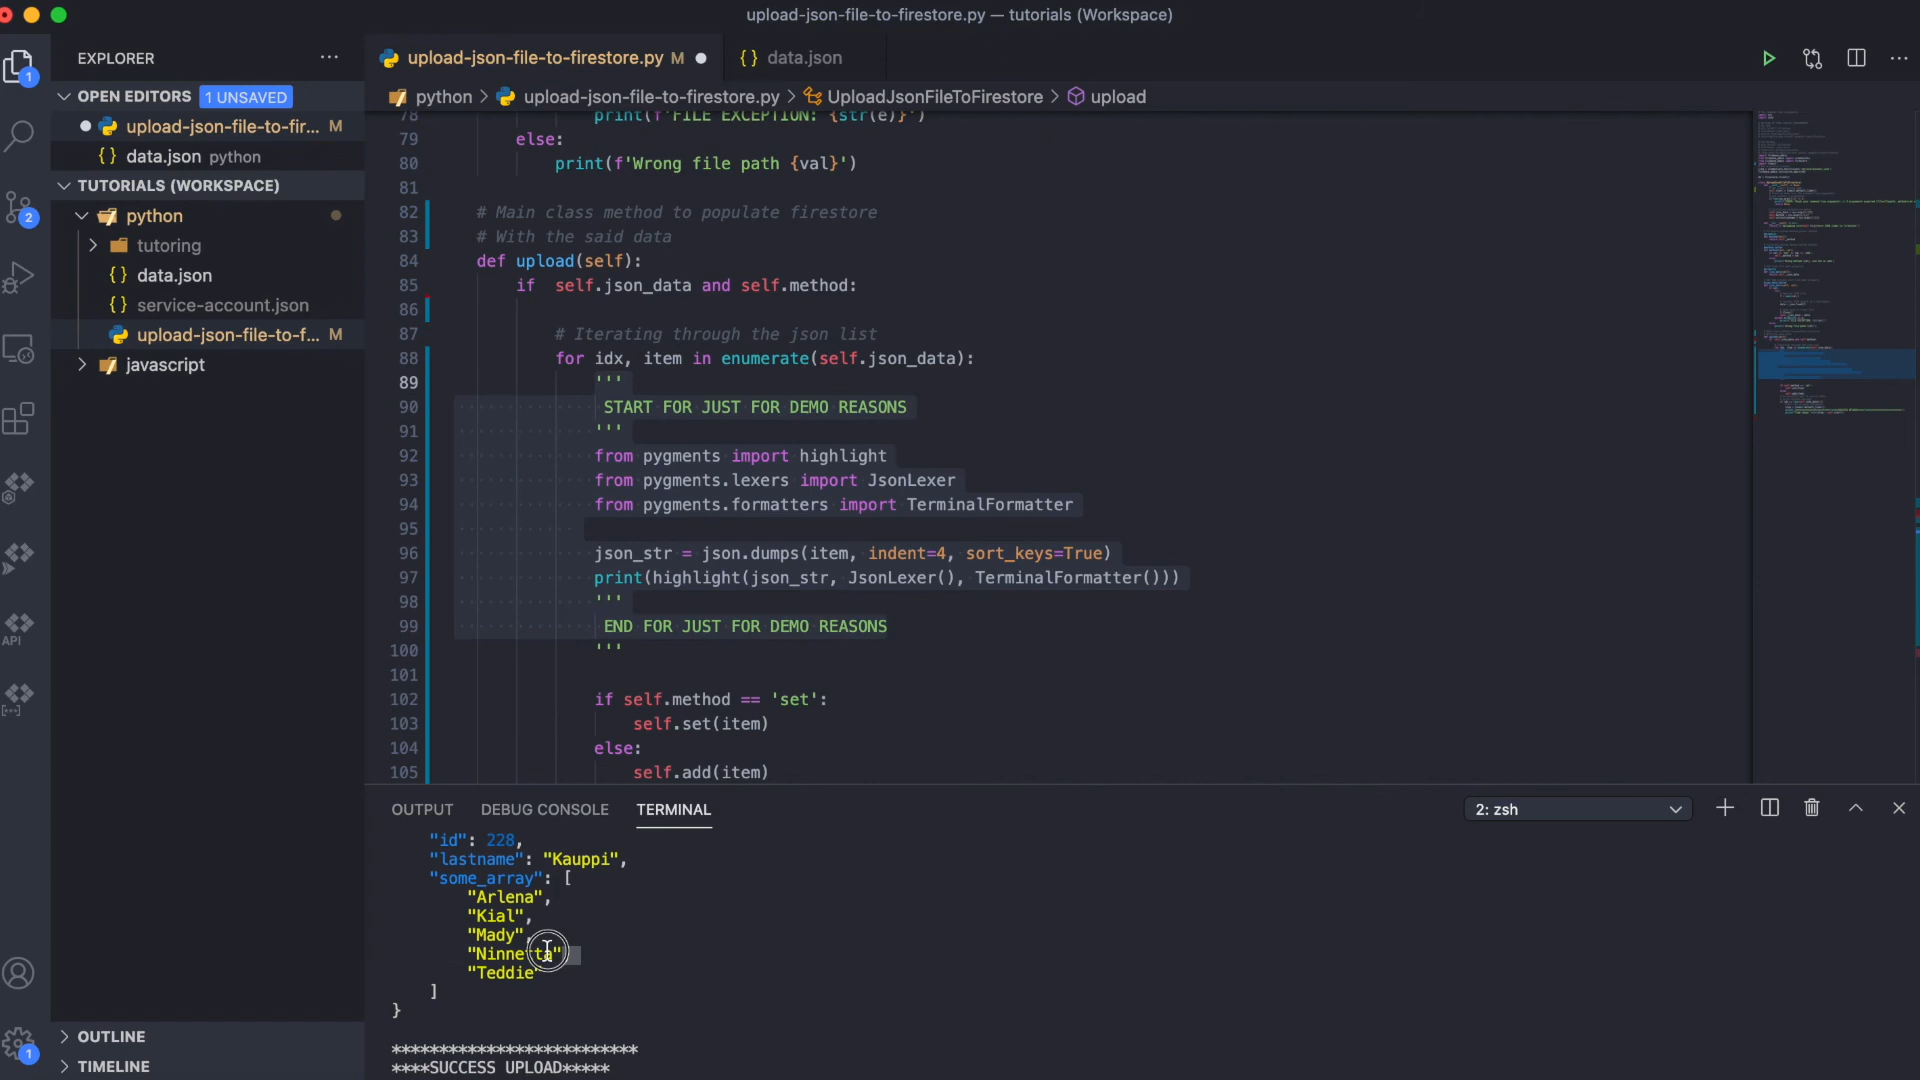 upload-json-file-to-firestore.py — tutorials (Workspace)
EXPLORER
upload-json-file-to-firestore.py M
{} data.json
OPEN EDITORS 1 UNSAVED
python > upload-json-file-to-firestore.py > UploadJsonFileToFirestore > upload
upload-json-file-to-fir... M
{} data.json python
TUTORIALS (WORKSPACE)
python
tutoring
{} data.json
{} service-account.json
upload-json-file-to-f... M
javascript
1
2
API
1
OUTLINE
TIMELINE
78 print(f'FILE EXCEPTION: {str(e)}')
79 else:
80 print(f'Wrong file path {val}')
81
82 # Main class method to populate firestore
83 # With the said data
84 def upload(self):
85 if  self.json_data and self.method:
86
87 # Iterating through the json list
88 for idx, item in enumerate(self.json_data):
89 '''
90 START FOR JUST FOR DEMO REASONS
91 '''
92 from pygments import highlight
93 from pygments.lexers import JsonLexer
94 from pygments.formatters import TerminalFormatter
95
96 json_str = json.dumps(item, indent=4, sort_keys=True)
97 print(highlight(json_str, JsonLexer(), TerminalFormatter()))
98 '''
99 END FOR JUST FOR DEMO REASONS
100 '''
101
102 if self.method == 'set':
103 self.set(item)
104 else:
105 self.add(item)
OUTPUT DEBUG CONSOLE TERMINAL 2: zsh
"id": 228,
"lastname": "Kauppi",
"some_array": [
"Arlena",
"Kial",
"Mady",
"Ninnetta"
"Teddie"
]
}
**************************
****SUCCESS UPLOAD*****